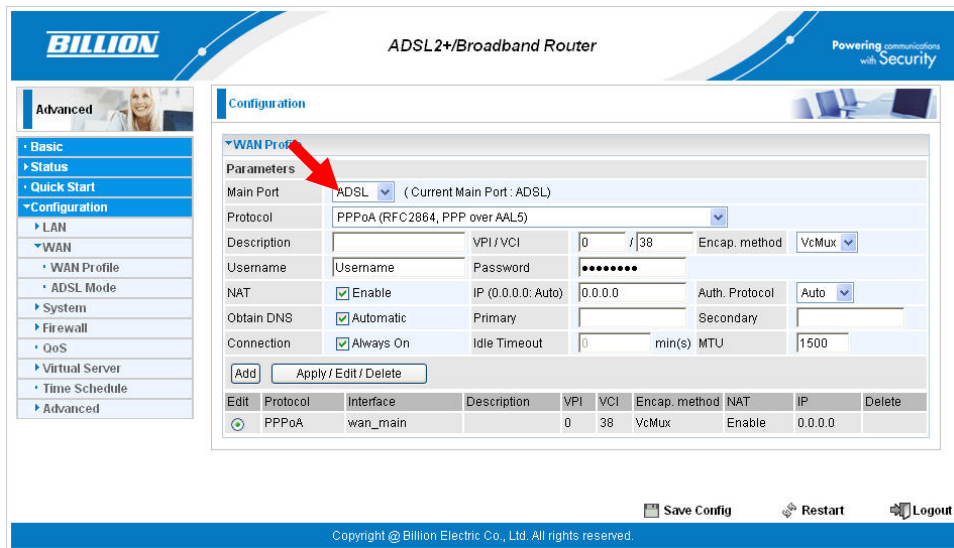 BILLION
ADSL2+/Broadband Router
Powering communications
with Security
Advanced
Basic
Status
Quick Start
Configuration
LAN
WAN
WAN Profile
ADSL Mode
System
Firewall
QoS
Virtual Server
Time Schedule
Advanced
Configuration
WAN Profile
Parameters
Main Port ADSL ( Current Main Port : ADSL)
Protocol PPPoA (RFC2864, PPP over AAL5)
Description VPI / VCI 0 / 38 Encap. method VcMux
Username Username Password ●●●●●●●●
NAT Enable IP (0.0.0.0: Auto) 0.0.0.0 Auth. Protocol Auto
Obtain DNS Automatic Primary Secondary
Connection Always On Idle Timeout 0 min(s) MTU 1500
Add Apply / Edit / Delete
Edit Protocol Interface Description VPI VCI Encap. method NAT IP Delete
PPPoA wan_main 0 38 VcMux Enable 0.0.0.0
Save Config Restart Logout
Copyright @ Billion Electric Co., Ltd. All rights reserved.